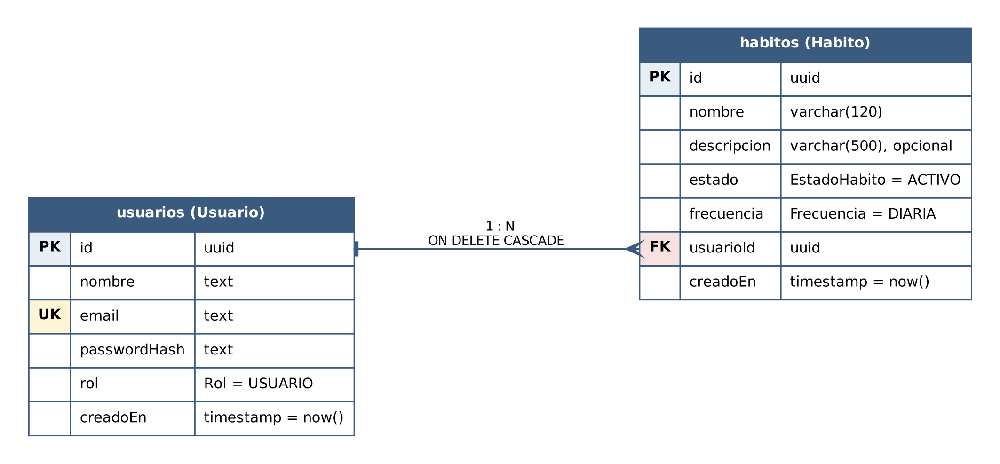 habitos (Habito)
PK id uuid
nombre varchar(120)
descripcion varchar(500), opcional
estado EstadoHabito = ACTIVO
frecuencia Frecuencia = DIARIA
FK usuarioId uuid
creadoEn timestamp = now()
1 : N
ON DELETE CASCADE
usuarios (Usuario)
PK id uuid
nombre text
UK email text
passwordHash text
rol Rol = USUARIO
creadoEn timestamp = now()